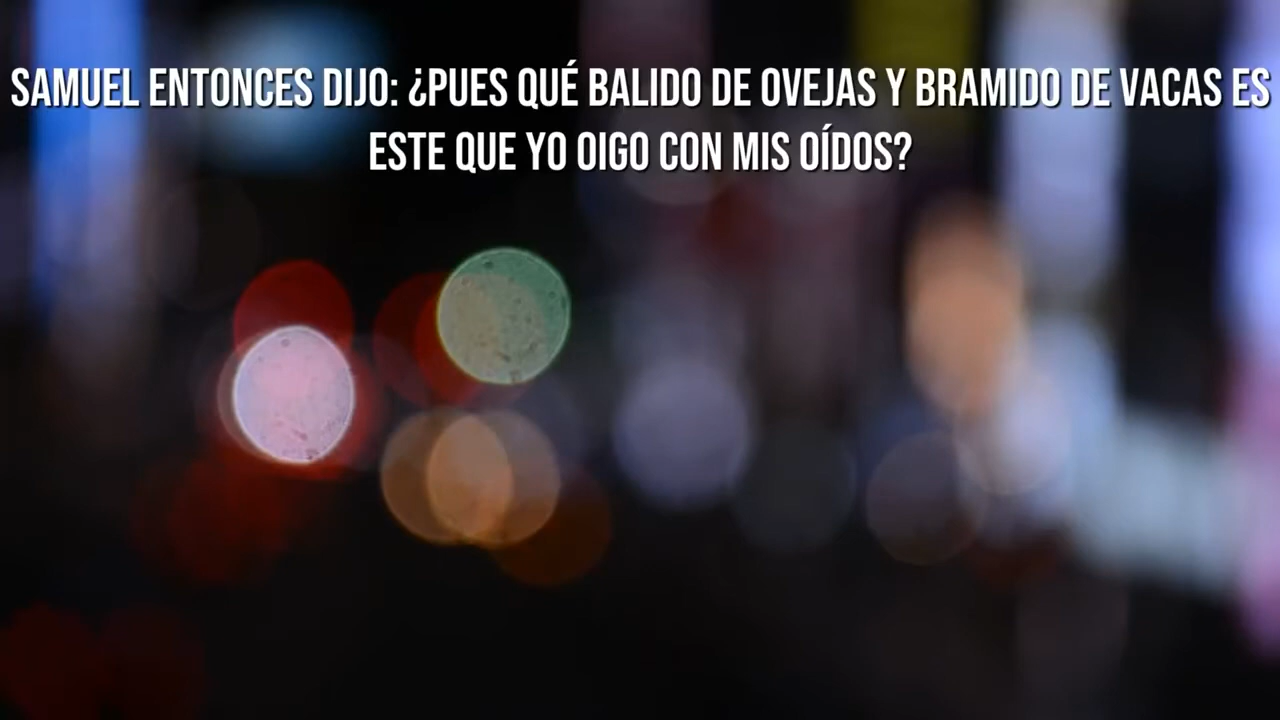 SAMUEL ENTONCES DIJO: ¿PUES QUÉ BALIDO DE OVEJAS Y BRAMIDO DE VACAS ES
ESTE QUE YO OIGO CON MIS OÍDOS?